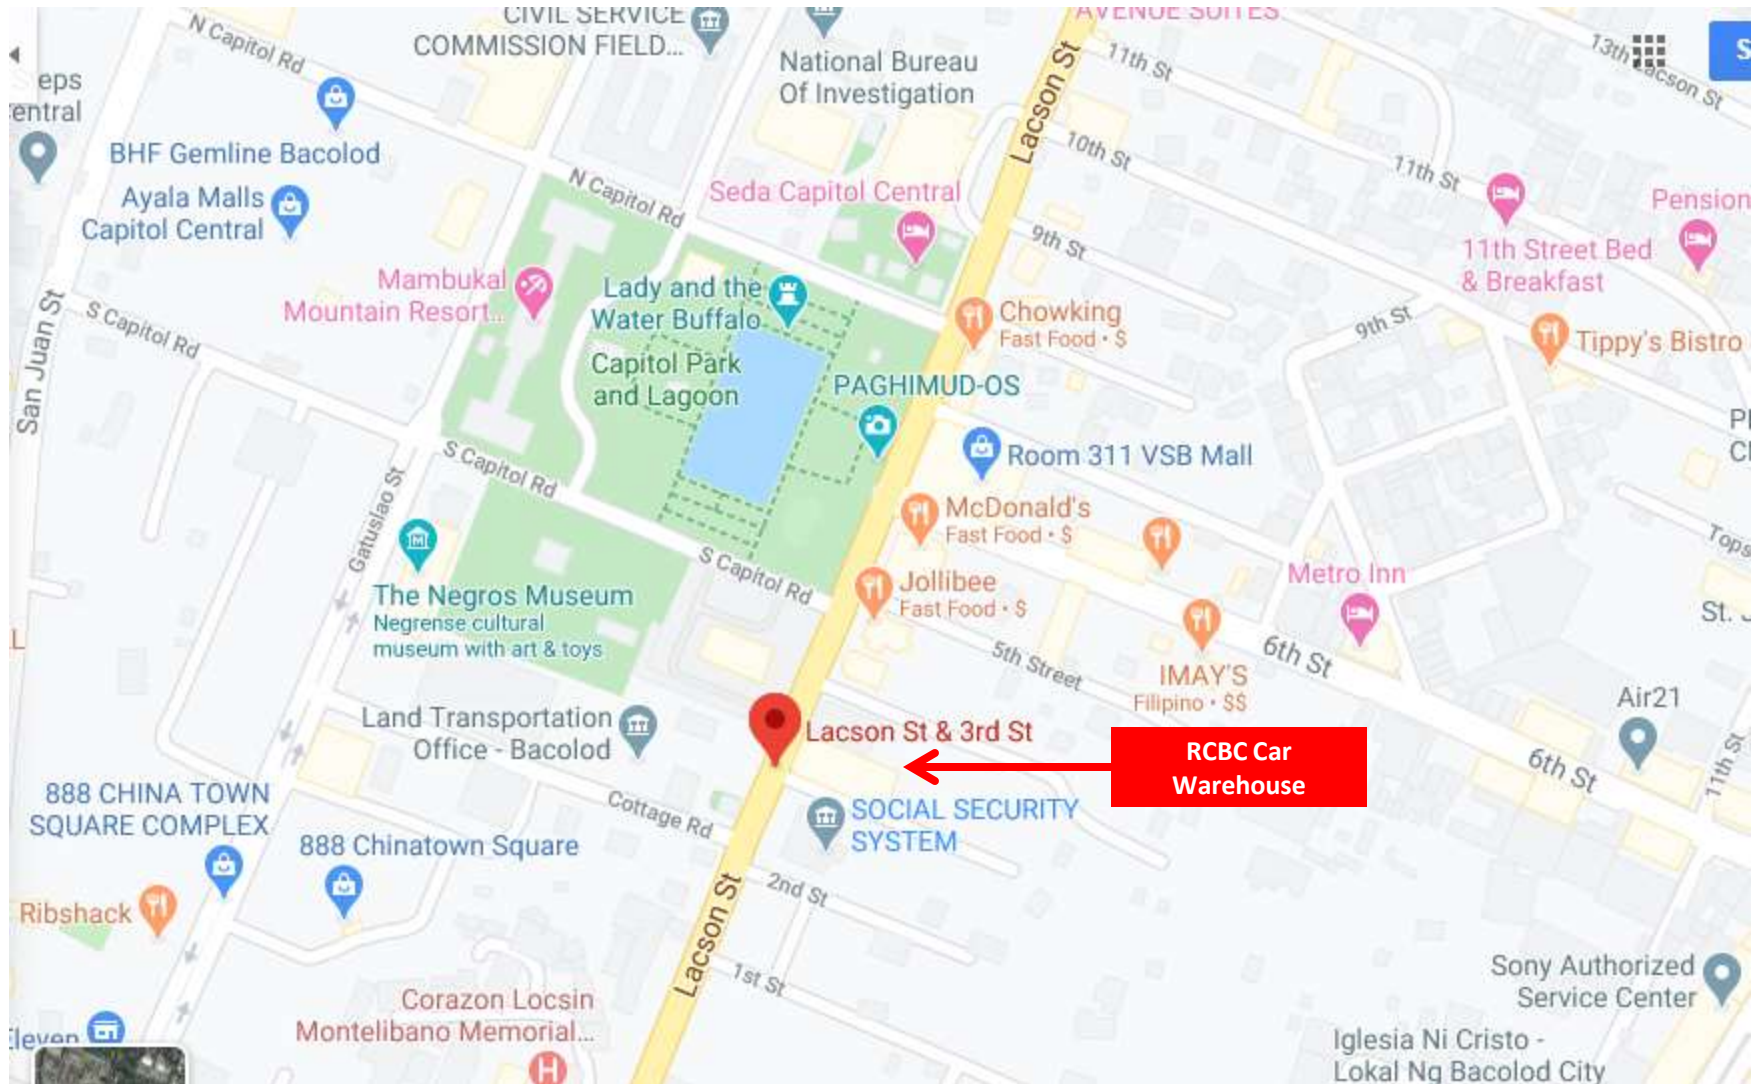 CIVIL SERVICE
COMMISSION FIELD...
AVENUE SUITES
N Capitol Rd
National Bureau
Of Investigation
Lacson St
11th St
13th Lacson St
S
eps
entral
BHF Gemline Bacolod
10th St
11th St
Ayala Malls
Capitol Central
N Capitol Rd
Seda Capitol Central
Pension
9th St
11th Street Bed
& Breakfast
Mambukal
Mountain Resort...
Lady and the
Water Buffalo
Chowking
Fast Food • $
9th St
Tippy's Bistro
San Juan St
S Capitol Rd
Capitol Park
and Lagoon
PAGHIMUD-OS
S Capitol Rd
Room 311 VSB Mall
Gatuslao St
McDonald's
Fast Food • $
Tops
S Capitol Rd
Jollibee
Fast Food • $
Metro Inn
St.
The Negros Museum
Negrense cultural
museum with art & toys
L
5th Street
6th St
IMAY'S
Filipino • $$
Air21
Land Transportation
Office - Bacolod
Lacson St & 3rd St
RCBC Car
Warehouse
6th St
11th St
888 CHINA TOWN
SQUARE COMPLEX
Cottage Rd
SOCIAL SECURITY
SYSTEM
888 Chinatown Square
Ribshack
Lacson St
2nd St
1st St
Sony Authorized
Service Center
Corazon Locsin
Montelibano Memorial...
Eleven
H
Iglesia Ni Cristo -
Lokal Ng Bacolod City